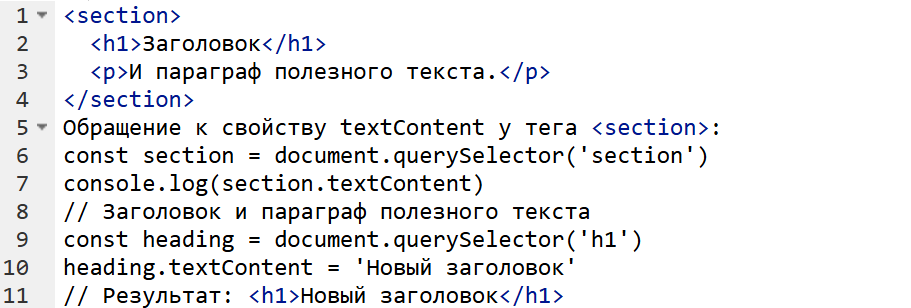 1 <section>
2 <h1>Заголовок</h1>
3 <p>И параграф полезного текста.</p>
4 </section>
5 Обращение к свойству textContent у тега <section>:
6 const section = document.querySelector('section')
7 console.log(section.textContent)
8 // Заголовок и параграф полезного текста
9 const heading = document.querySelector('h1')
10 heading.textContent = 'Новый заголовок'
11 // Результат: <h1>Новый заголовок</h1>